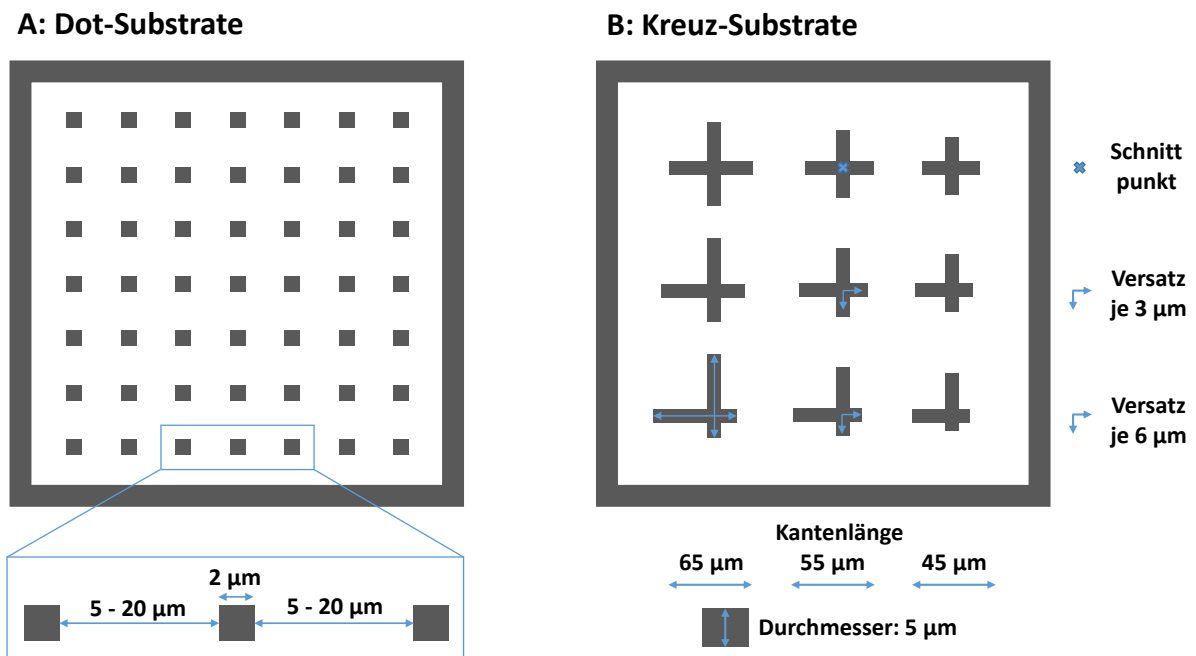 A: Dot-Substrate
2 µm
5 - 20 µm
5 - 20 µm
B: Kreuz-Substrate
Schnitt
punkt
Versatz
je 3 µm
Versatz
je 6 µm
Kantenlänge
65 µm
55 µm
45 µm
Durchmesser: 5 µm